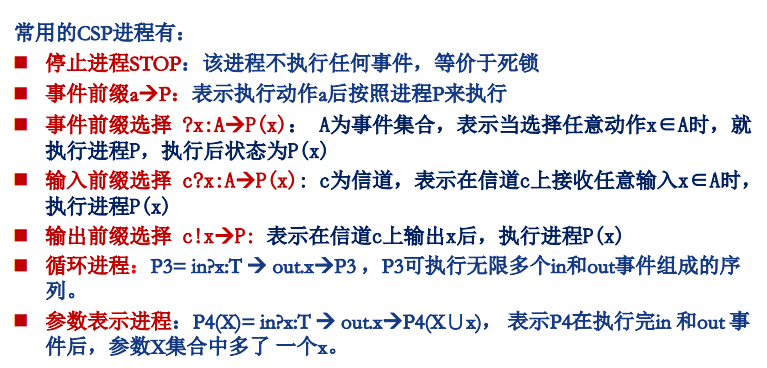 常用的CSP进程有：
■ 停止进程STOP：该进程不执行任何事件，等价于死锁
■ 事件前缀a→P：表示执行动作a后按照进程P来执行
■ 事件前缀选择 ?x:A→P(x)： A为事件集合，表示当选择任意动作x∈A时，就
执行进程P，执行后状态为P(x)
■ 输入前缀选择 c?x:A→P(x)：c为信道，表示在信道c上接收任意输入x∈A时，
执行进程P(x)
■ 输出前缀选择 c!x→P：表示在信道c上输出x后，执行进程P(x)
■ 循环进程：P3= in?x:T → out.x→P3 ，P3可执行无限多个in和out事件组成的序
列。
■ 参数表示进程：P4(X)= in?x:T → out.x→P4(X∪x)， 表示P4在执行完in 和out 事
件后，参数X集合中多了 一个x。